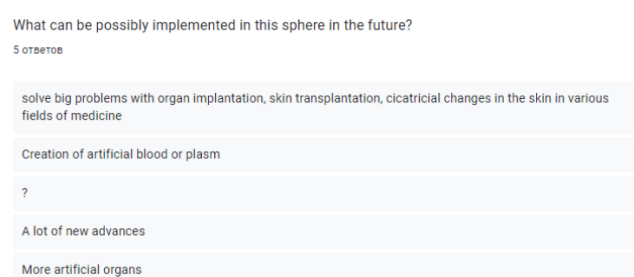 What can be possibly implemented in this sphere in the future?
5 ответов
solve big problems with organ implantation, skin transplantation, cicatricial changes in the skin in various
fields of medicine
Creation of artificial blood or plasm
?
A lot of new advances
More artificial organs